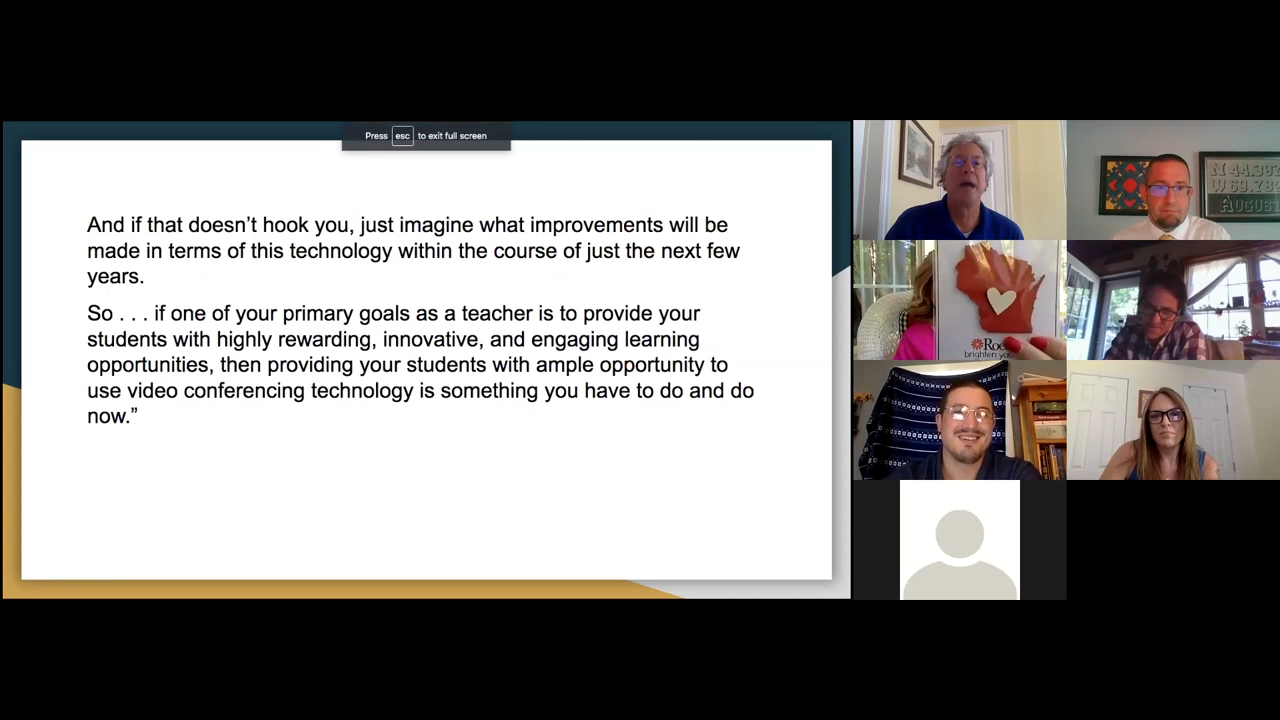 Press esc to exit full screen
And if that doesn’t hook you, just imagine what improvements will be
made in terms of this technology within the course of just the next few
years.
So . . . if one of your primary goals as a teacher is to provide your
students with highly rewarding, innovative, and engaging learning
opportunities, then providing your students with ample opportunity to
use video conferencing technology is something you have to do and do
now.”
N 44.
W 69.78
AUGUST
brighten